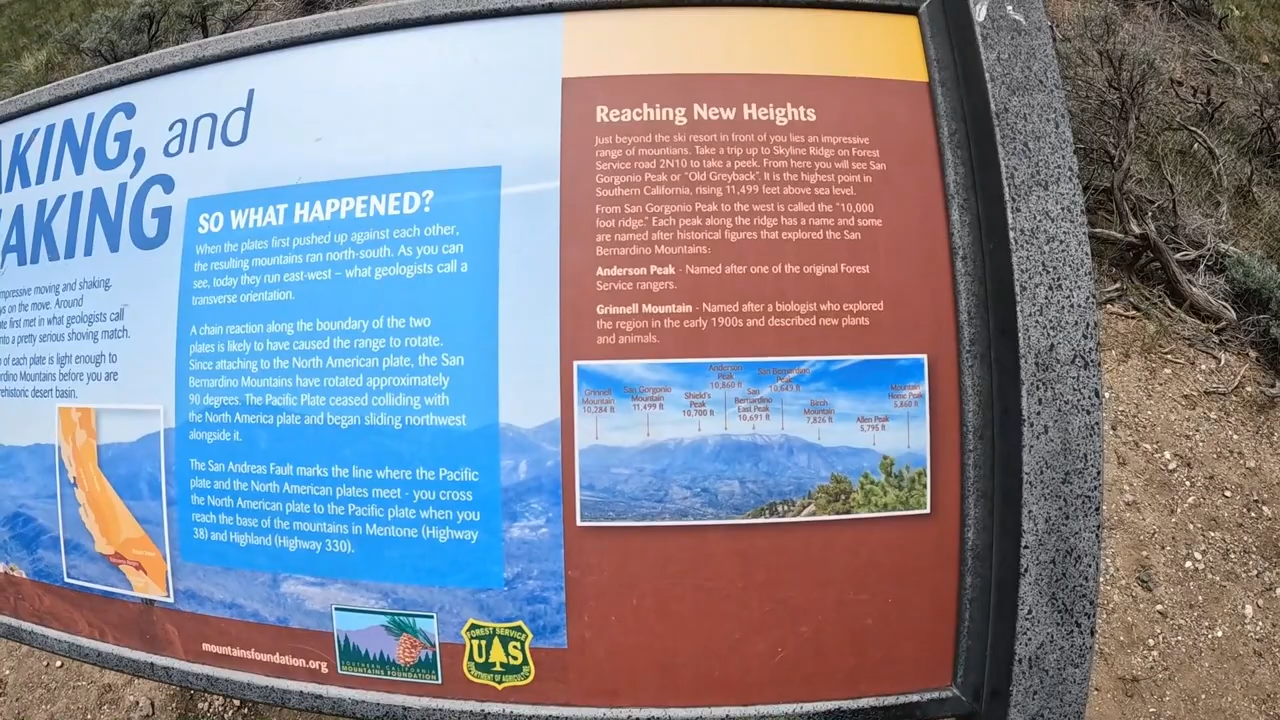 AKING, and
AKING
mpressive moving and shaking,
ys on the move. Around
te first met in what geologists call
nto a pretty serious shoving match.
n of each plate is light enough to
rdino Mountains before you are
rehistoric desert basin.
SO WHAT HAPPENED?
When the plates first pushed up against each other,
the resulting mountains ran north-south. As you can
see, today they run east-west – what geologists call a
transverse orientation.
A chain reaction along the boundary of the two
plates is likely to have caused the range to rotate.
Since attaching to the North American plate, the San
Bernardino Mountains have rotated approximately
90 degrees. The Pacific Plate ceased colliding with
the North America plate and began sliding northwest
alongside it.
The San Andreas Fault marks the line where the Pacific
plate and the North American plates meet - you cross
the North American plate to the Pacific plate when you
reach the base of the mountains in Mentone (Highway
38) and Highland (Highway 330).
mountainsfoundation.org
SOUTHERN CALIFORNIA
MOUNTAINS FOUNDATION
FOREST SERVICE
US
DEPARTMENT OF AGRICULTURE
Reaching New Heights
Just beyond the ski resort in front of you lies an impressive
range of mountians. Take a trip up to Skyline Ridge on Forest
Service road 2N10 to take a peek. From here you will see San
Gorgonio Peak or "Old Greyback". It is the highest point in
Southern California, rising 11,499 feet above sea level.
From San Gorgonio Peak to the west is called the "10,000
foot ridge." Each peak along the ridge has a name and some
are named after historical figures that explored the San
Bernardino Mountains:
Anderson Peak - Named after one of the original Forest
Service rangers.
Grinnell Mountain - Named after a biologist who explored
the region in the early 1900s and described new plants
and animals.
Grinnell
Mountain
10,284 ft
San Gorgonio
Mountain
11,499 ft
Shield's
Peak
10,700 ft
Anderson
Peak
10,860 ft
San
Bernardino
East Peak
10,691 ft
San Bernardino
Peak
10,649 ft
Birch
Mountain
7,826 ft
Allen Peak
5,795 ft
Mountain
Home Peak
5,860 ft